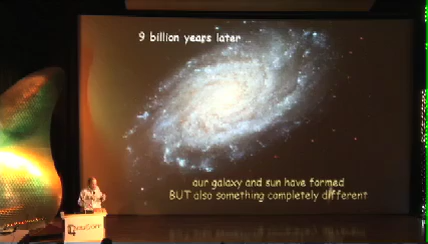 9 billion years later
our galaxy and sun have formed
BUT also something completely different